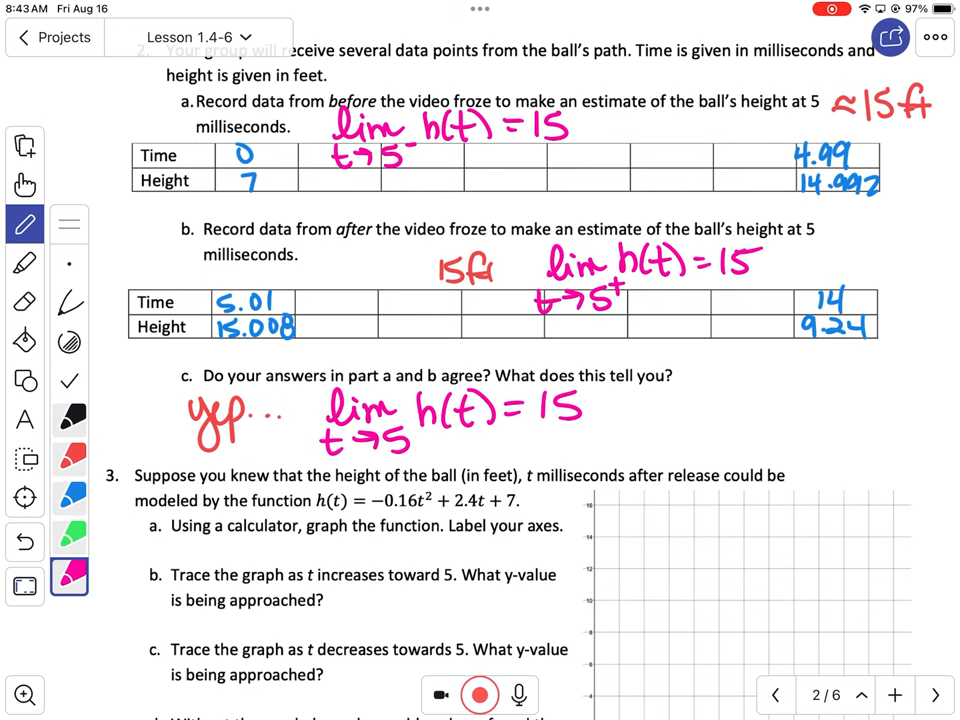 8:43 AM Fri Aug 16
97%
Projects
Lesson 1.4-6
2. Your group will receive several data points from the ball's path. Time is given in milliseconds and
height is given in feet.
a. Record data from before the video froze to make an estimate of the ball's height at 5
milliseconds.
≈15ft
lim h(t) = 15
t→5⁻
Time 0 4.99
Height 7 14.992
b. Record data from after the video froze to make an estimate of the ball's height at 5
milliseconds.
15ft
lim h(t) = 15
t→5⁺
Time 5.01 14
Height 15.008 9.24
c. Do your answers in part a and b agree? What does this tell you?
yep... lim h(t) = 15
t→5
3. Suppose you knew that the height of the ball (in feet), t milliseconds after release could be
modeled by the function h(t) = −0.16t² + 2.4t + 7.
a. Using a calculator, graph the function. Label your axes.
b. Trace the graph as t increases toward 5. What y-value
is being approached?
c. Trace the graph as t decreases towards 5. What y-value
is being approached?
16
14
12
10
8
6
4
A
2/6